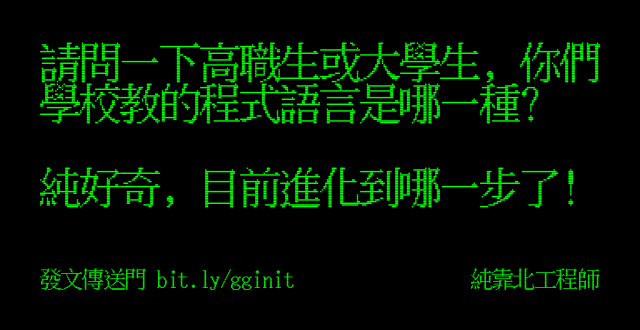 請問一下高職生或大學生，你們
學校教的程式語言是哪一種?
純好奇，目前進化到哪一步了!
發文傳送門 bit.ly/gginit
純靠北工程師